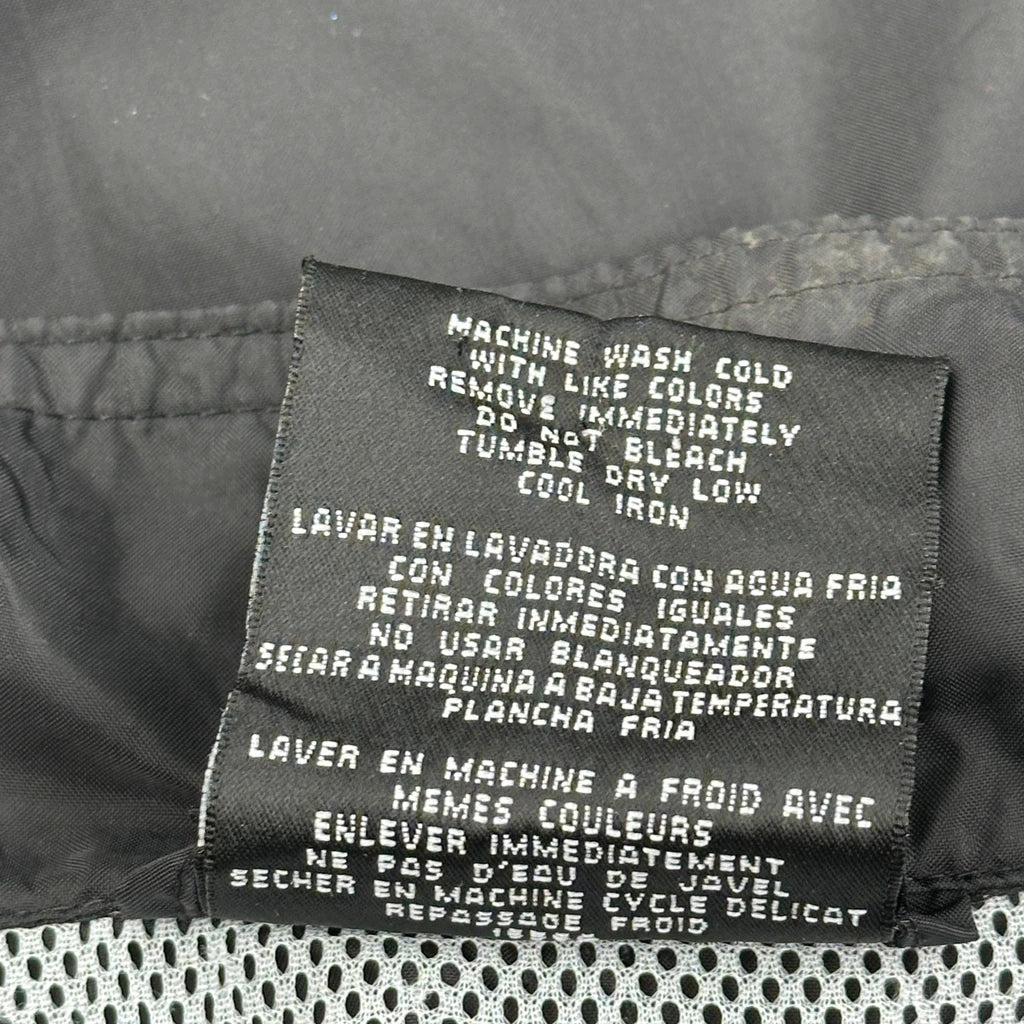 MACHINE WASH COLD
WITH LIKE COLORS
REMOVE IMMEDIATELY
DO NOT BLEACH
TUMBLE DRY LOW
COOL IRON
LAVAR EN LAVADORA CON AGUA FRIA
CON COLORES IGUALES
RETIRAR INMEDIATAMENTE
NO USAR BLANQUEADOR
SECAR A MAQUINA A BAJA TEMPERATURA
PLANCHA FRIA
LAVER EN MACHINE A FROID AVEC
MEMES COULEURS
ENLEVER IMMEDIATEMENT
NE PAS D'EAU DE JAVEL
SECHER EN MACHINE CYCLE DELICAT
REPASSAGE FROID